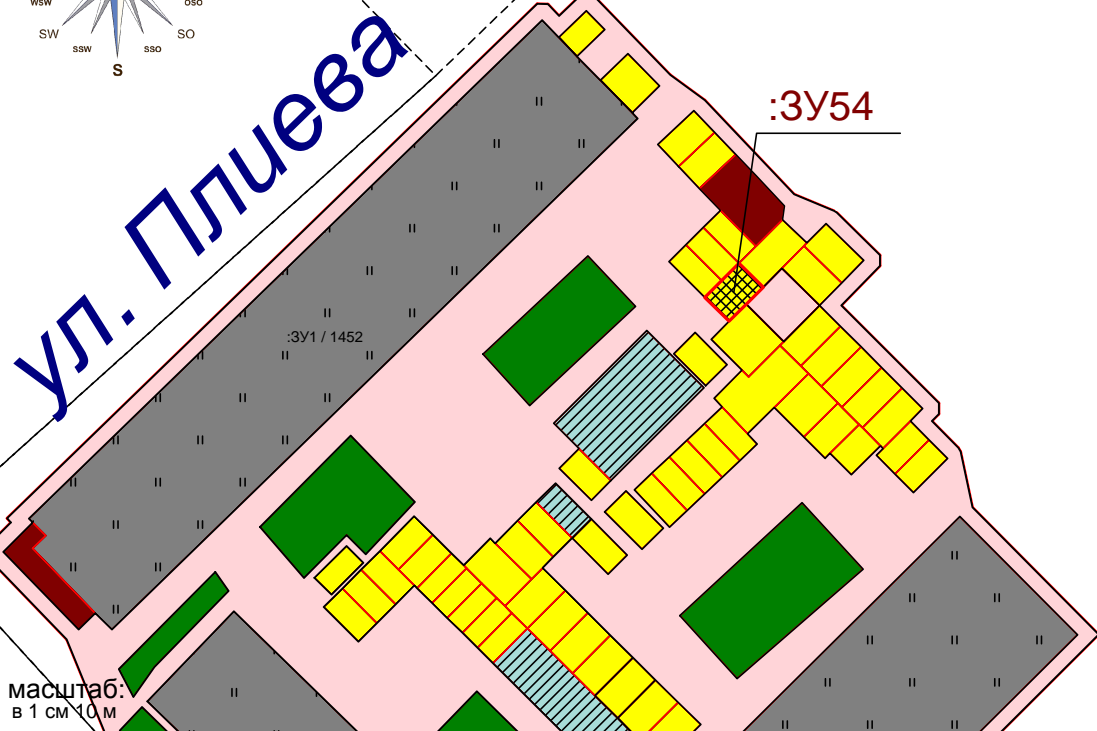 WSW
OSO
SW
SO
SSW
SSO
S
ул. Плиева
:ЗУ54
:ЗУ1 / 1452
масштаб:
в 1 см 10 м